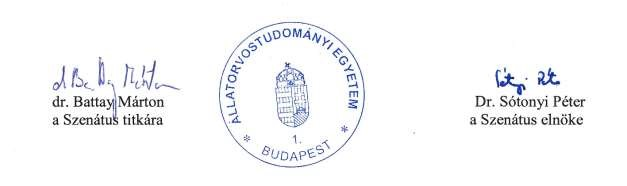 ÁLLATORVOSTUDOMÁNYI EGYETEM
1.
* BUDAPEST *
dr. Battay Márton
a Szenátus titkára
Dr. Sótonyi Péter
a Szenátus elnöke